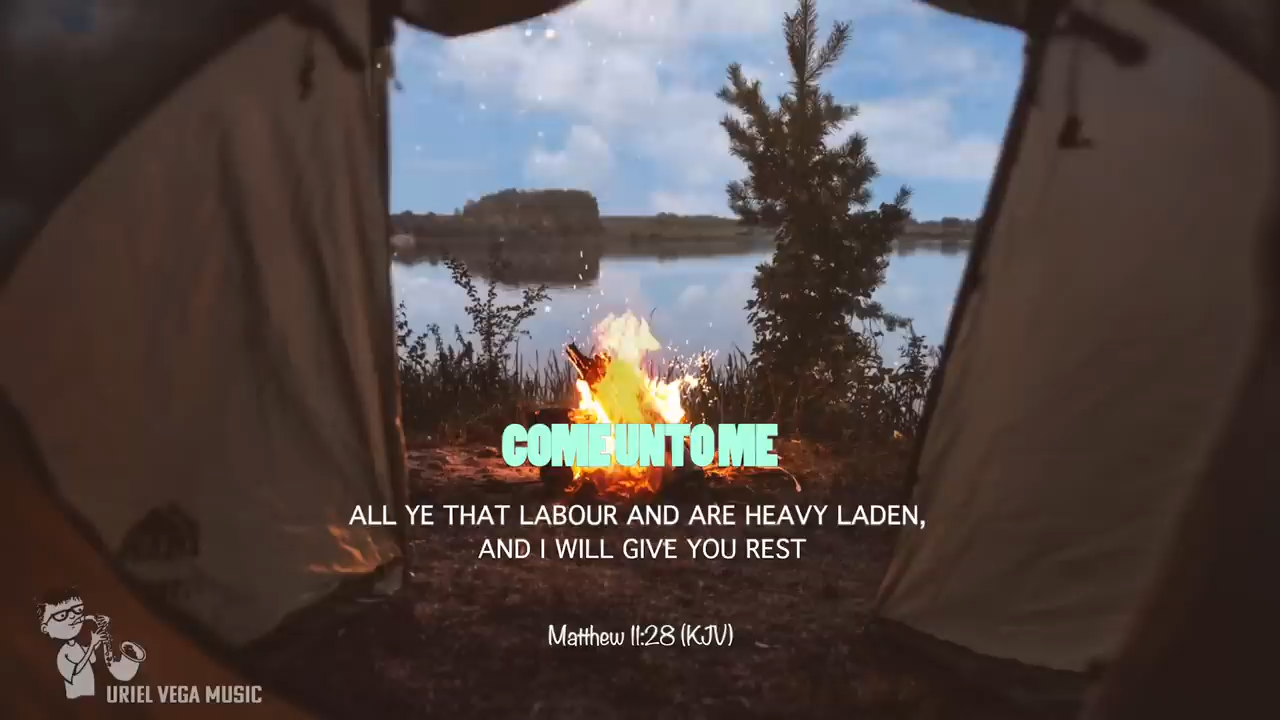 COME UNTO ME
ALL YE THAT LABOUR AND ARE HEAVY LADEN,
AND I WILL GIVE YOU REST
Matthew 11:28 (KJV)
URIEL VEGA MUSIC